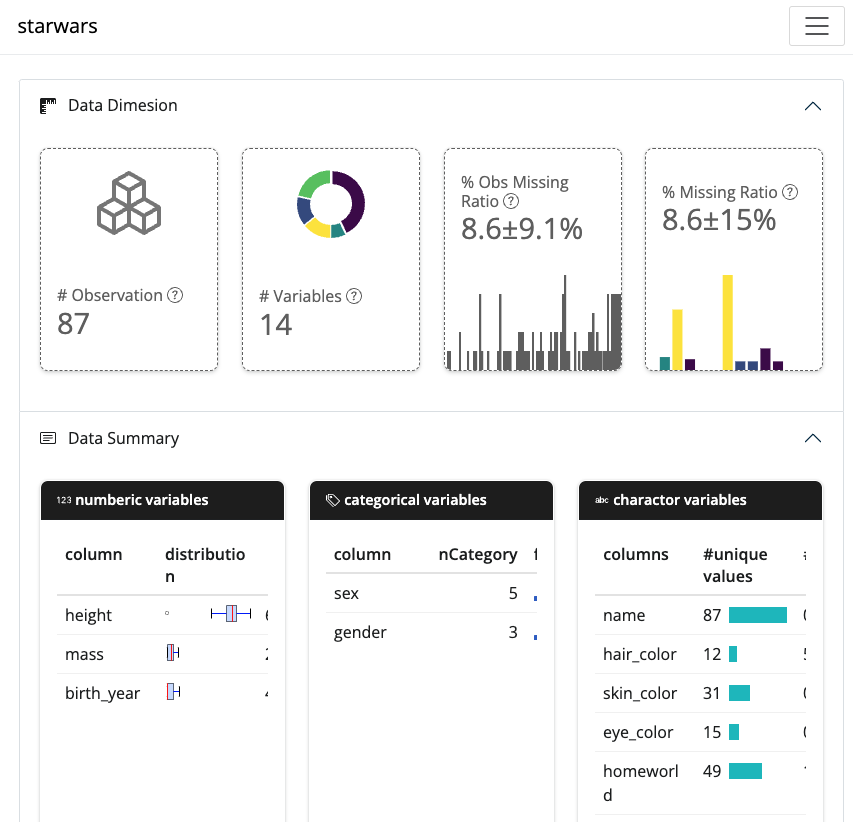 starwars
Data Dimesion
# Observation ?
87
# Variables ?
14
% Obs Missing
Ratio ?
8.6±9.1%
% Missing Ratio ?
8.6±15%
Data Summary
123 numberic variables
column distributio
n
height
mass
birth_year
categorical variables
column nCategory
sex 5
gender 3
abc charactor variables
columns #unique
values
name 87
hair_color 12
skin_color 31
eye_color 15
homeworl 49
d